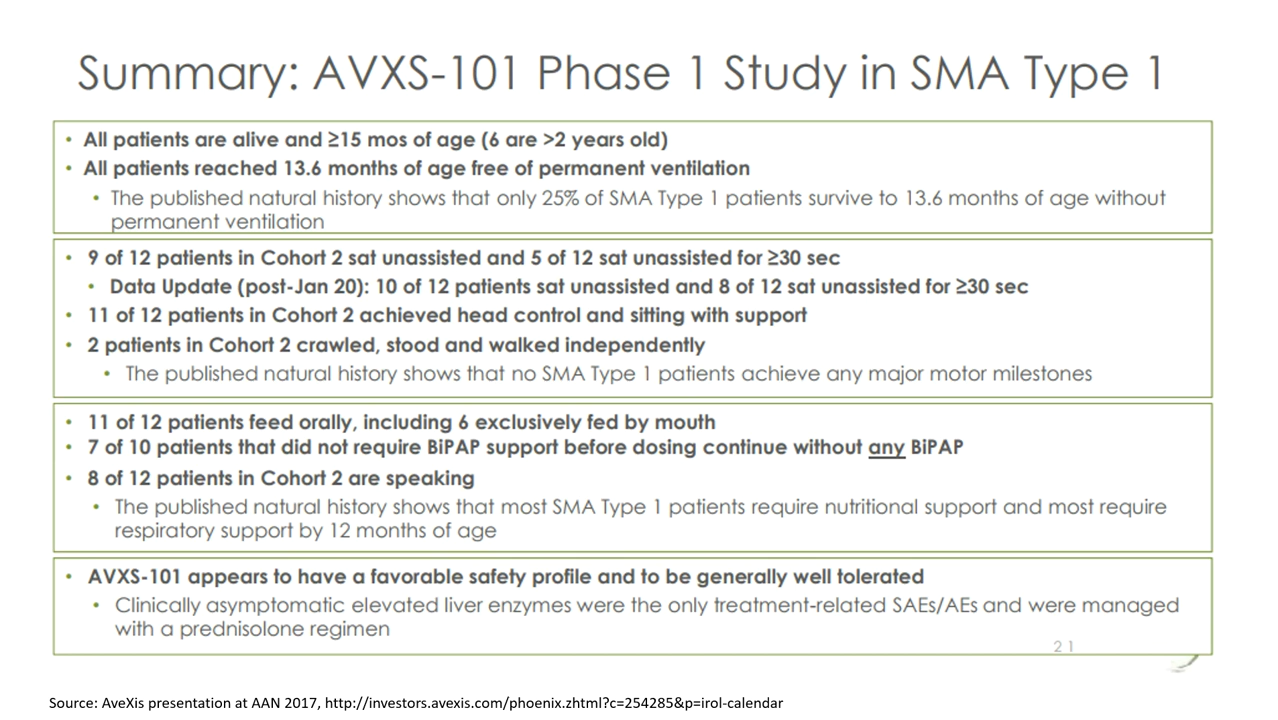 Summary: AVXS-101 Phase 1 Study in SMA Type 1
• All patients are alive and ≥15 mos of age (6 are >2 years old)
• All patients reached 13.6 months of age free of permanent ventilation
• The published natural history shows that only 25% of SMA Type 1 patients survive to 13.6 months of age without
permanent ventilation
• 9 of 12 patients in Cohort 2 sat unassisted and 5 of 12 sat unassisted for ≥30 sec
• Data Update (post-Jan 20): 10 of 12 patients sat unassisted and 8 of 12 sat unassisted for ≥30 sec
• 11 of 12 patients in Cohort 2 achieved head control and sitting with support
• 2 patients in Cohort 2 crawled, stood and walked independently
• The published natural history shows that no SMA Type 1 patients achieve any major motor milestones
• 11 of 12 patients feed orally, including 6 exclusively fed by mouth
• 7 of 10 patients that did not require BiPAP support before dosing continue without any BiPAP
• 8 of 12 patients in Cohort 2 are speaking
• The published natural history shows that most SMA Type 1 patients require nutritional support and most require
respiratory support by 12 months of age
• AVXS-101 appears to have a favorable safety profile and to be generally well tolerated
• Clinically asymptomatic elevated liver enzymes were the only treatment-related SAEs/AEs and were managed
with a prednisolone regimen
21
Source: AveXis presentation at AAN 2017, http://investors.avexis.com/phoenix.zhtml?c=254285&p=irol-calendar